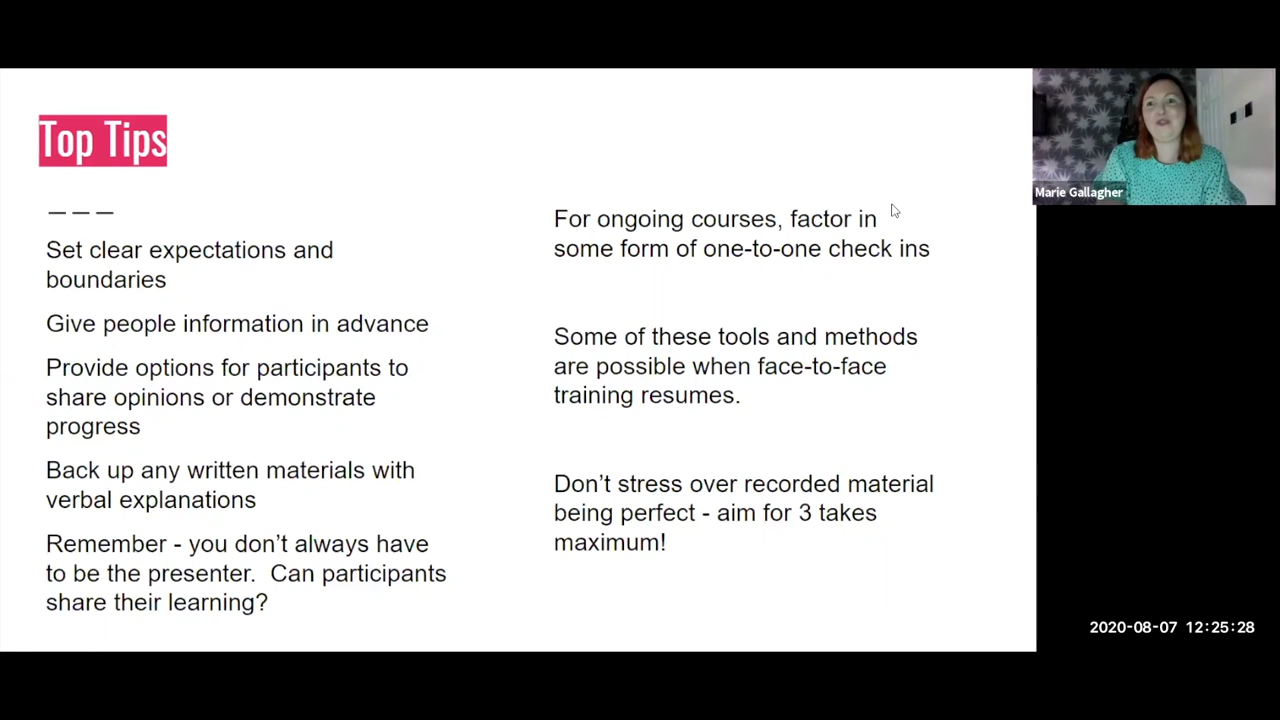 Top Tips
Set clear expectations and
boundaries
Give people information in advance
Provide options for participants to
share opinions or demonstrate
progress
Back up any written materials with
verbal explanations
Remember - you don’t always have
to be the presenter.  Can participants
share their learning?
For ongoing courses, factor in
some form of one-to-one check ins
Some of these tools and methods
are possible when face-to-face
training resumes.
Don’t stress over recorded material
being perfect - aim for 3 takes
maximum!
Marie Gallagher
2020-08-07 12:25:28